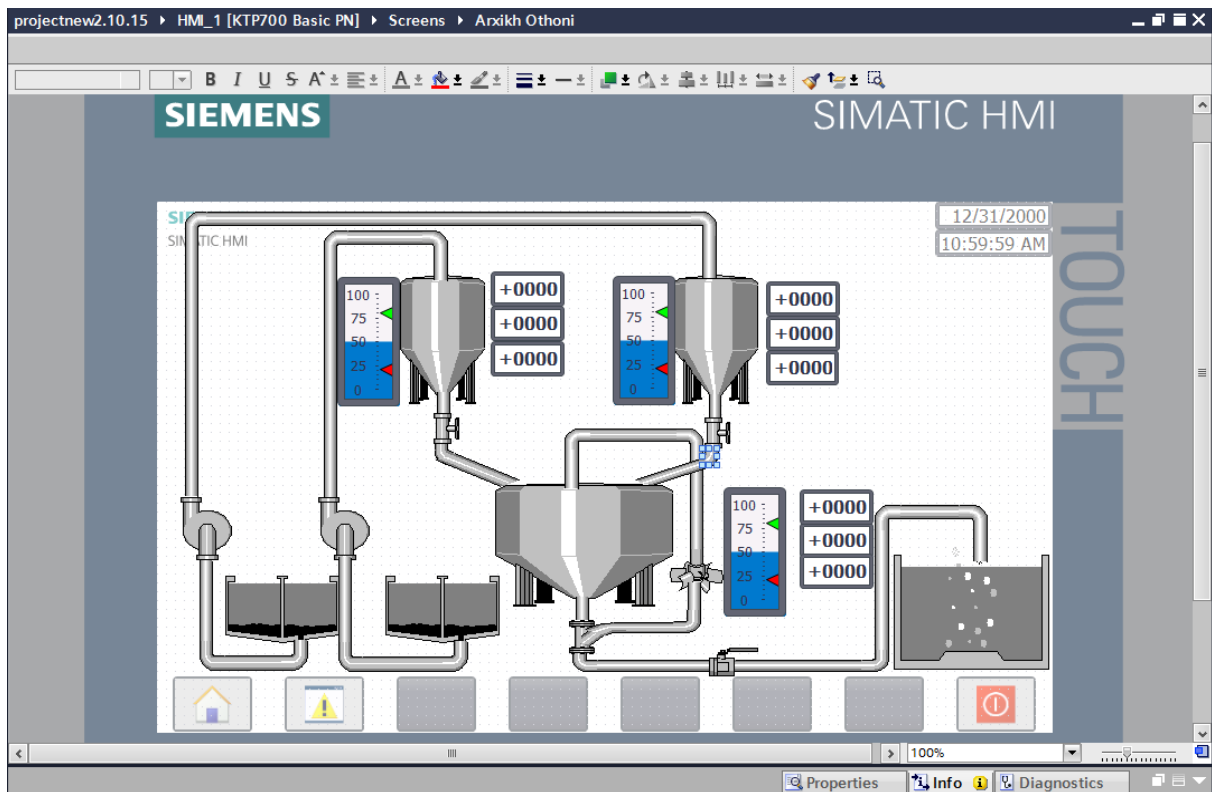 projectnew2.10.15 ▸ HMI_1 [KTP700 Basic PN] ▸ Screens ▸ Arxikh Othoni
B I U S A A
SIEMENS
SIMATIC HMI
TOUCH
12/31/2000
SIMATIC HMI
10:59:59 AM
100
75
50
25
0
+0000
+0000
+0000
100
75
50
25
0
+0000
+0000
+0000
100
75
50
25
0
+0000
+0000
+0000
100%
Properties
Info
Diagnostics